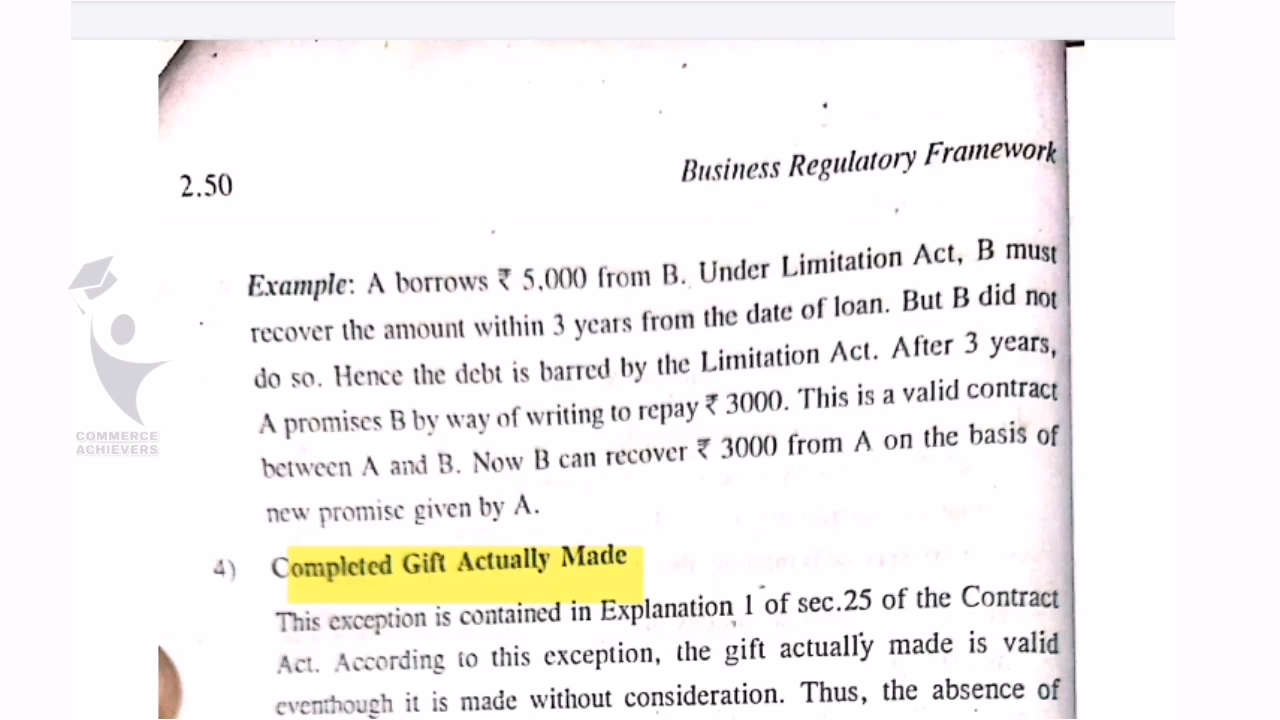 2.50
Business Regulatory Framework
Example: A borrows ₹ 5,000 from B. Under Limitation Act, B must
recover the amount within 3 years from the date of loan. But B did not
do so. Hence the debt is barred by the Limitation Act. After 3 years,
A promises B by way of writing to repay ₹ 3000. This is a valid contract
between A and B. Now B can recover ₹ 3000 from A on the basis of
new promise given by A.
4) Completed Gift Actually Made
This exception is contained in Explanation 1 of sec.25 of the Contract
Act. According to this exception, the gift actually made is valid
eventhough it is made without consideration. Thus, the absence of
COMMERCE
ACHIEVERS